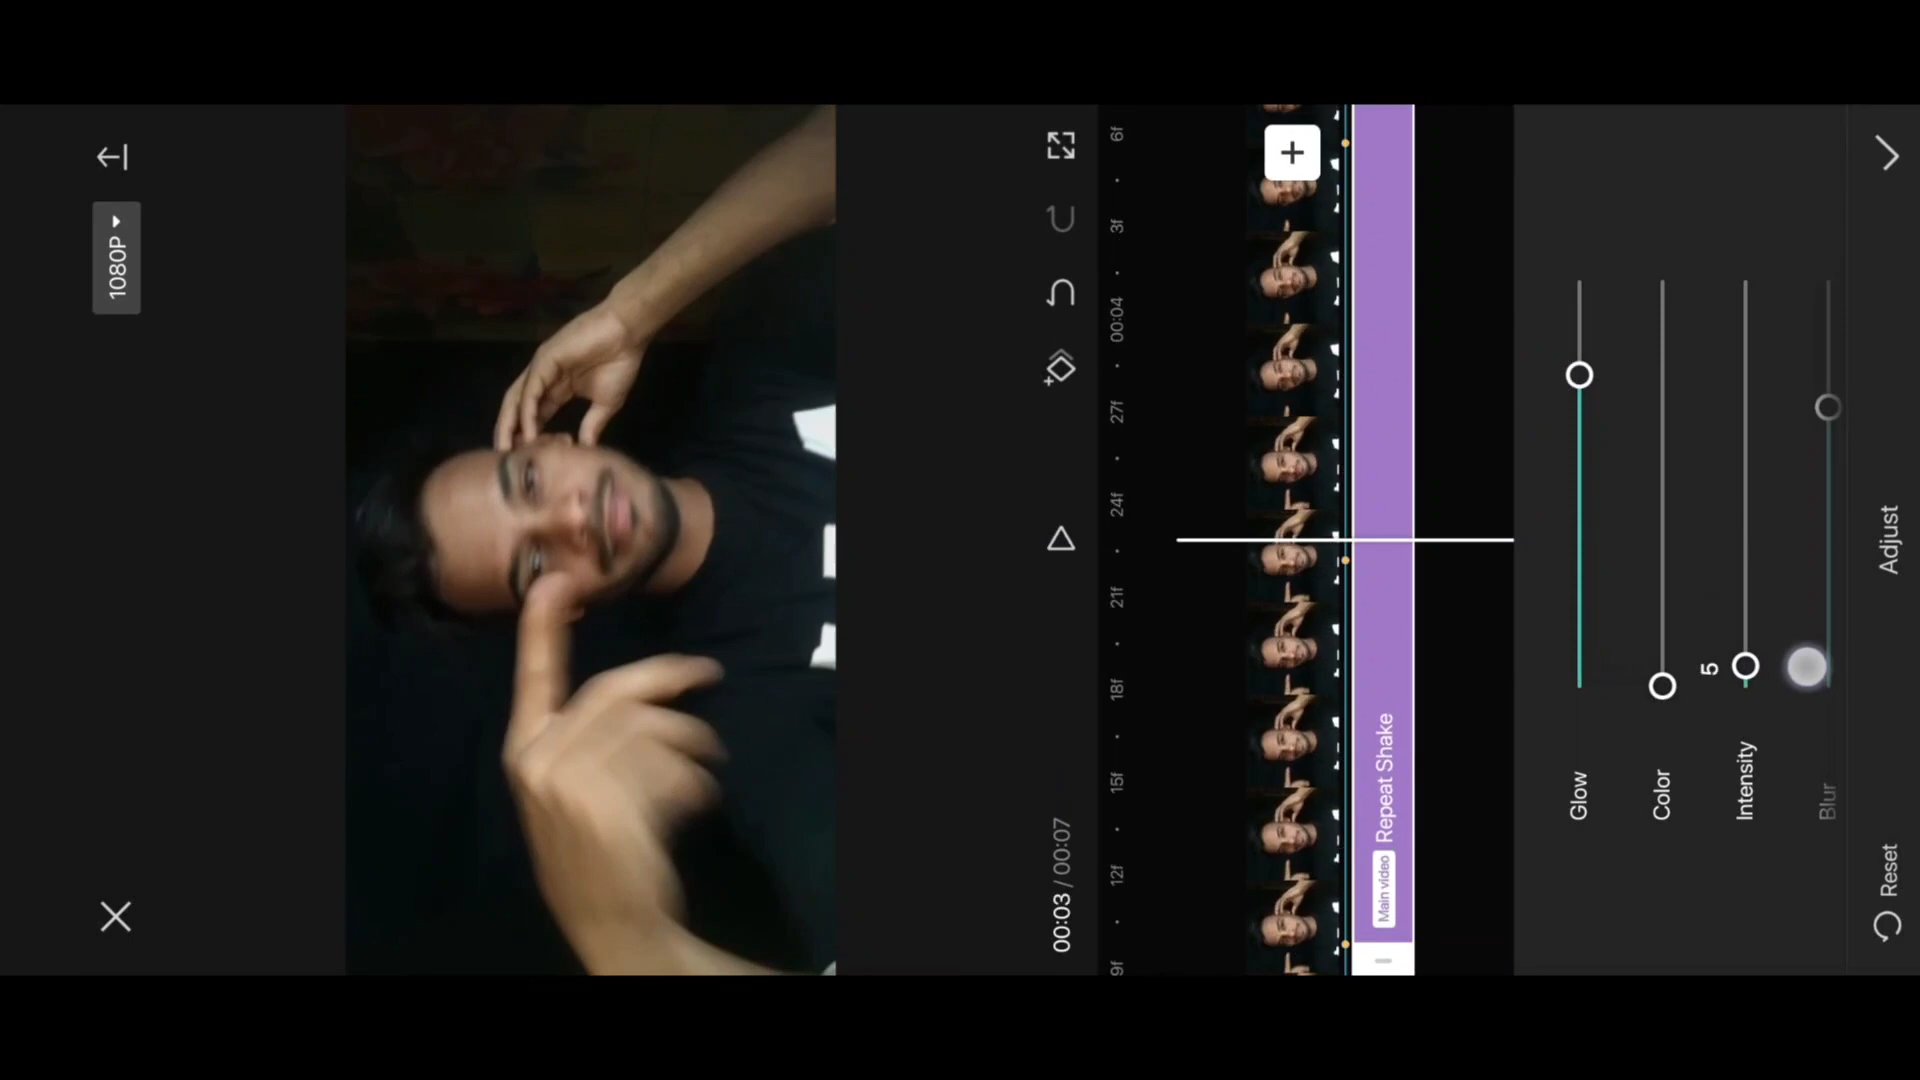 1080P
00:03 / 00:07
9f
12f
15f
18f
21f
24f
27f
00:04
3f
6f
Main video Repeat Shake
Glow
Color
5
Intensity
Blur
Reset
Adjust